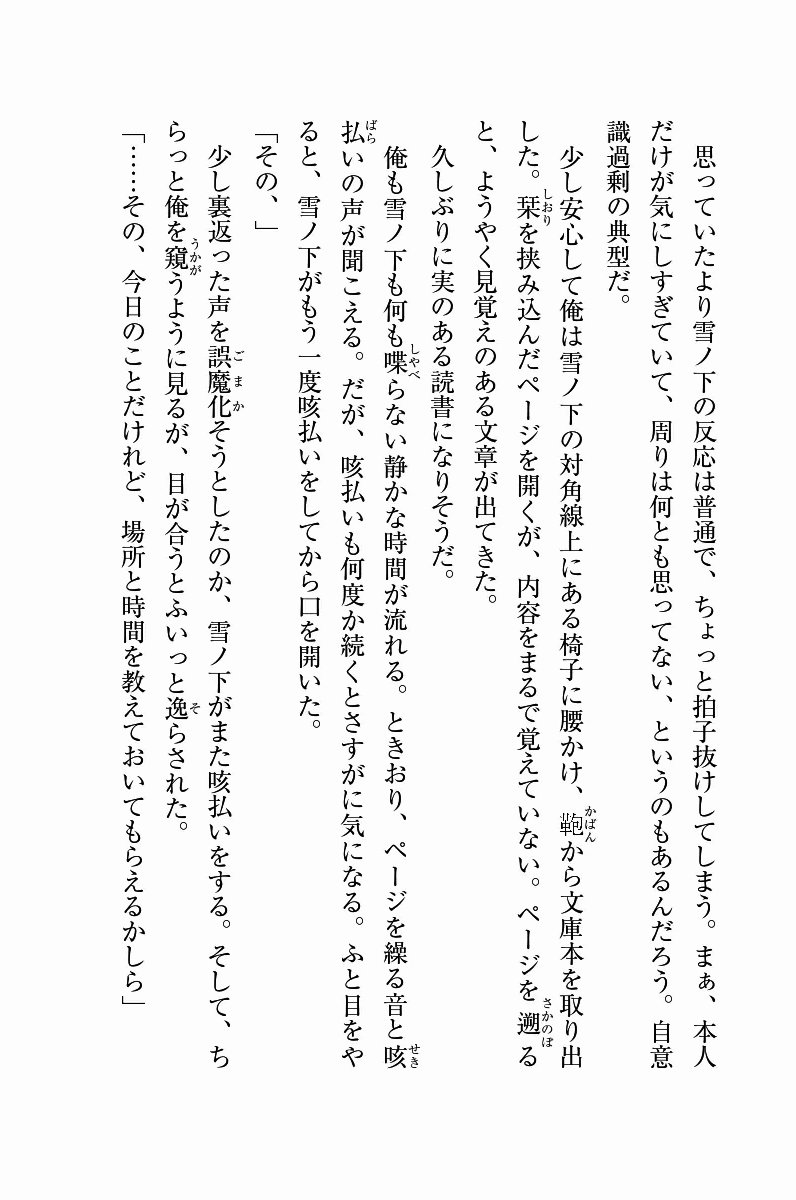 思っていたより雪ノ下の反応は普通で、ちょっと拍子抜けしてしまう。まぁ、本人
だけが気にしすぎていて、周りは何とも思ってない、というのもあるんだろう。自意
識過剰の典型だ。
少し安心して俺は雪ノ下の対角線上にある椅子に腰かけ、鞄から文庫本を取り出
した。栞を挟み込んだページを開くが、内容をまるで覚えていない。ページを遡る
と、ようやく見覚えのある文章が出てきた。
久しぶりに実のある読書になりそうだ。
俺も雪ノ下も何も喋らない静かな時間が流れる。ときおり、ページを繰る音と咳
払いの声が聞こえる。だが、咳払いも何度か続くとさすがに気になる。ふと目をや
ると、雪ノ下がもう一度咳払いをしてから口を開いた。
「その、」
少し裏返った声を誤魔化そうとしたのか、雪ノ下がまた咳払いをする。そして、ち
らっと俺を窺うように見るが、目が合うとふいっと逸らされた。
「……その、今日のことだけれど、場所と時間を教えておいてもらえるかしら」